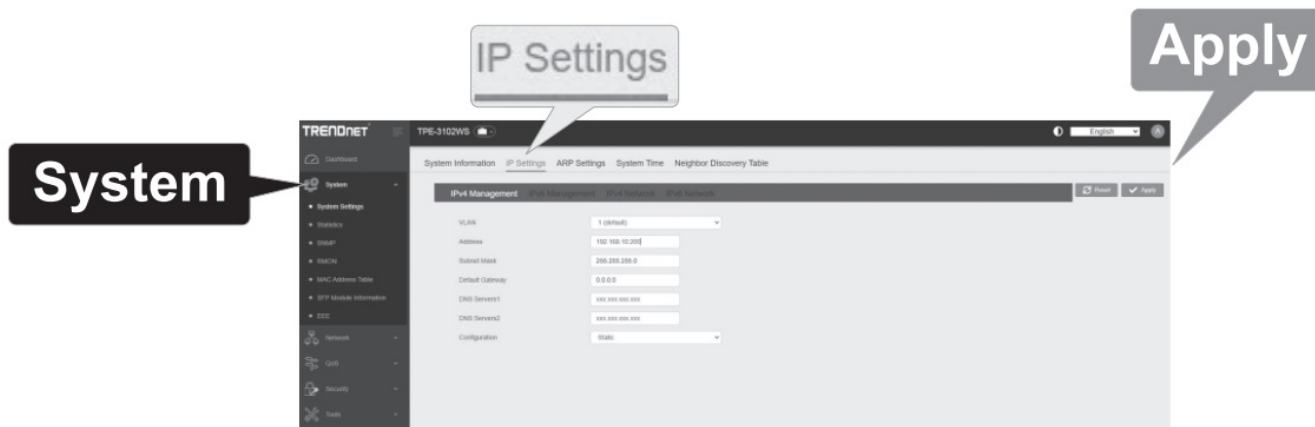 IP Settings
Apply
System
TRENDnet
TPE-3102WS
English
Dashboard
System
System Settings
Statistics
SNMP
RMON
MAC Address Table
SFP Module Information
EEE
Network
QoS
Security
Tools
System Information IP Settings ARP Settings System Time Neighbor Discovery Table
IPv4 Management IPv6 Management IPv4 Network IPv6 Network
Reset Apply
VLAN 1 (default)
Address 192.168.10.200
Subnet Mask
Default Gateway 0.0.0.0
DNS Servers1 xxx.xxx.xxx.xxx
DNS Servers2 xxx.xxx.xxx.xxx
Configuration Static